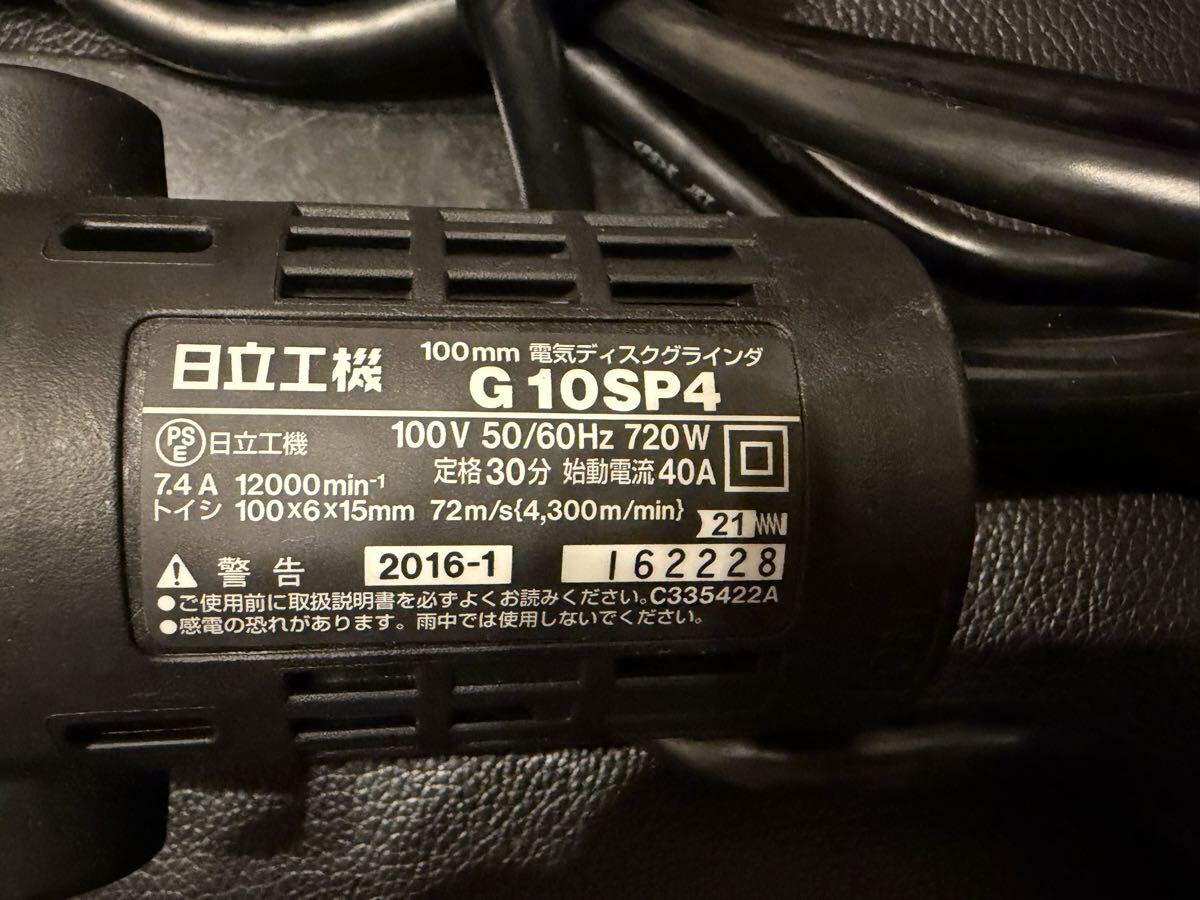 日立工機 100mm 電気ディスクグラインダ
G10SP4
PSE 日立工機 100V 50/60Hz 720W
定格30分 始動電流40A
7.4A 12000min⁻¹
トイシ 100×6×15mm 72m/s{4,300m/min} 21
警告 2016-1 162228
●ご使用前に取扱説明書を必ずよくお読みください。C335422A
●感電の恐れがあります。雨中では使用しないでください。